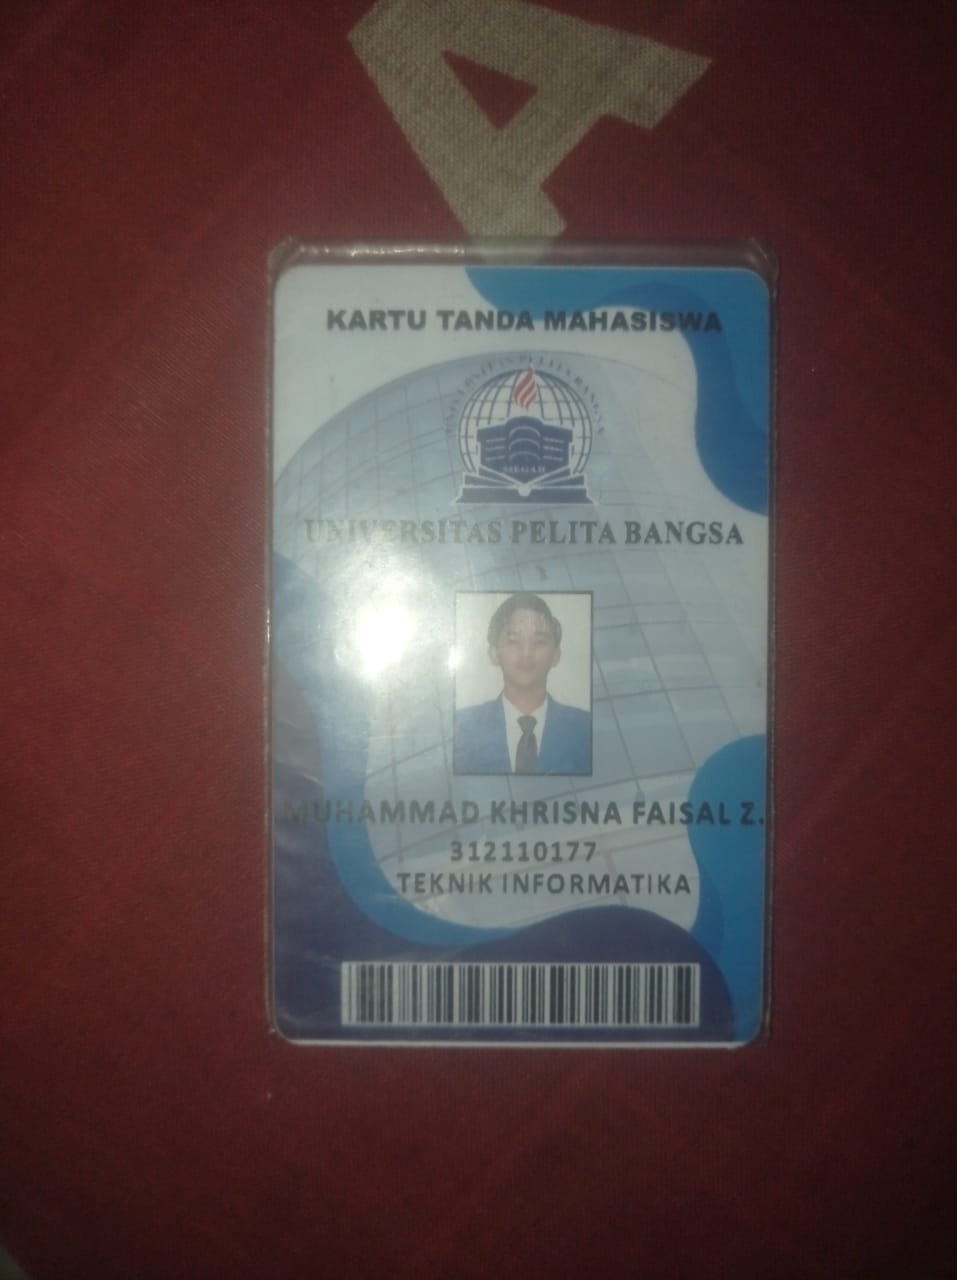 A
KARTU TANDA MAHASISWA
UNIVERSITAS PELITA BANGSA
MEGAH
UNIVERSITAS PELITA BANGSA
MUHAMMAD KHRISNA FAISAL Z.
312110177
TEKNIK INFORMATIKA